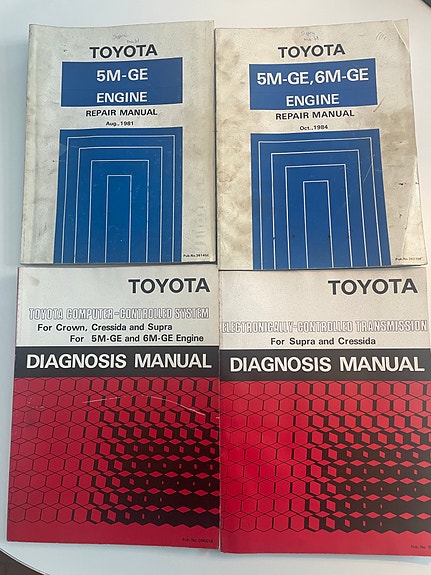 TOYOTA
5M-GE
ENGINE
REPAIR MANUAL
Aug., 1981
TOYOTA
5M-GE, 6M-GE
ENGINE
REPAIR MANUAL
Oct., 1984
TOYOTA
TOYOTA COMPUTER-CONTROLLED SYSTEM
For Crown, Cressida and Supra
For 5M-GE and 6M-GE Engine
DIAGNOSIS MANUAL
TOYOTA
ELECTRONICALLY-CONTROLLED TRANSMISSION
For Supra and Cressida
DIAGNOSIS MANUAL